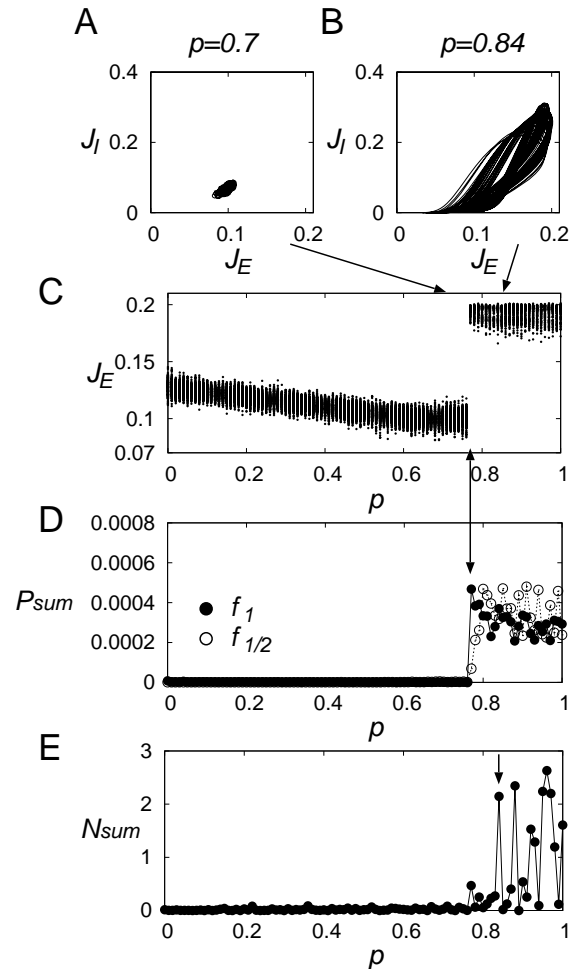 A p=0.7 B p=0.84
0.4 0.4
J_I 0.2 J_I 0.2
0 0
0 0.1 0.2 0 0.1 0.2
J_E J_E
C
0.2
J_E 0.15
0.1
0.07
0 0.2 0.4 0.6 0.8 1
p
D
0.0008
0.0006
P_sum 0.0004 f_1
0.0002 f_1/2
0
0 0.2 0.4 0.6 0.8 1
p
E
3
2
N_sum
1
0
0 0.2 0.4 0.6 0.8 1
p